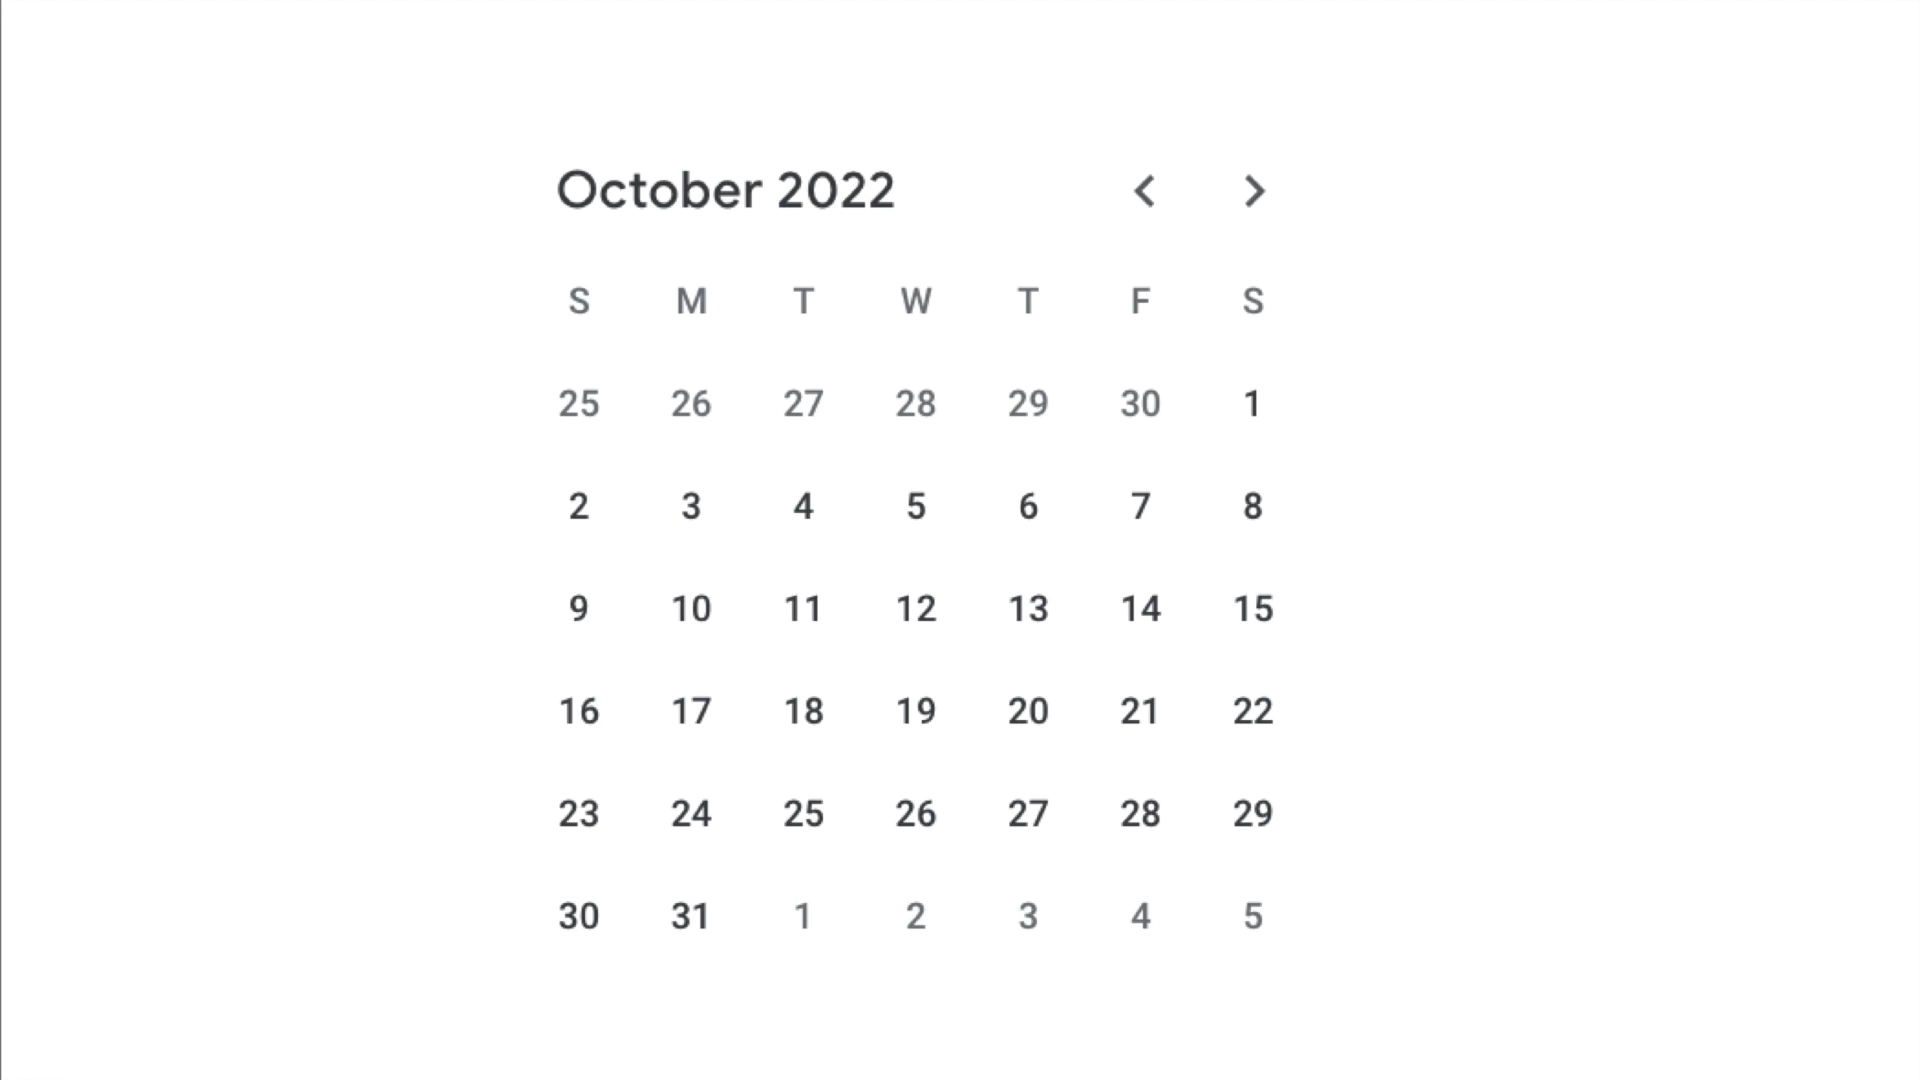 October 2022
S M T W T F S
25 26 27 28 29 30 1
2 3 4 5 6 7 8
9 10 11 12 13 14 15
16 17 18 19 20 21 22
23 24 25 26 27 28 29
30 31 1 2 3 4 5